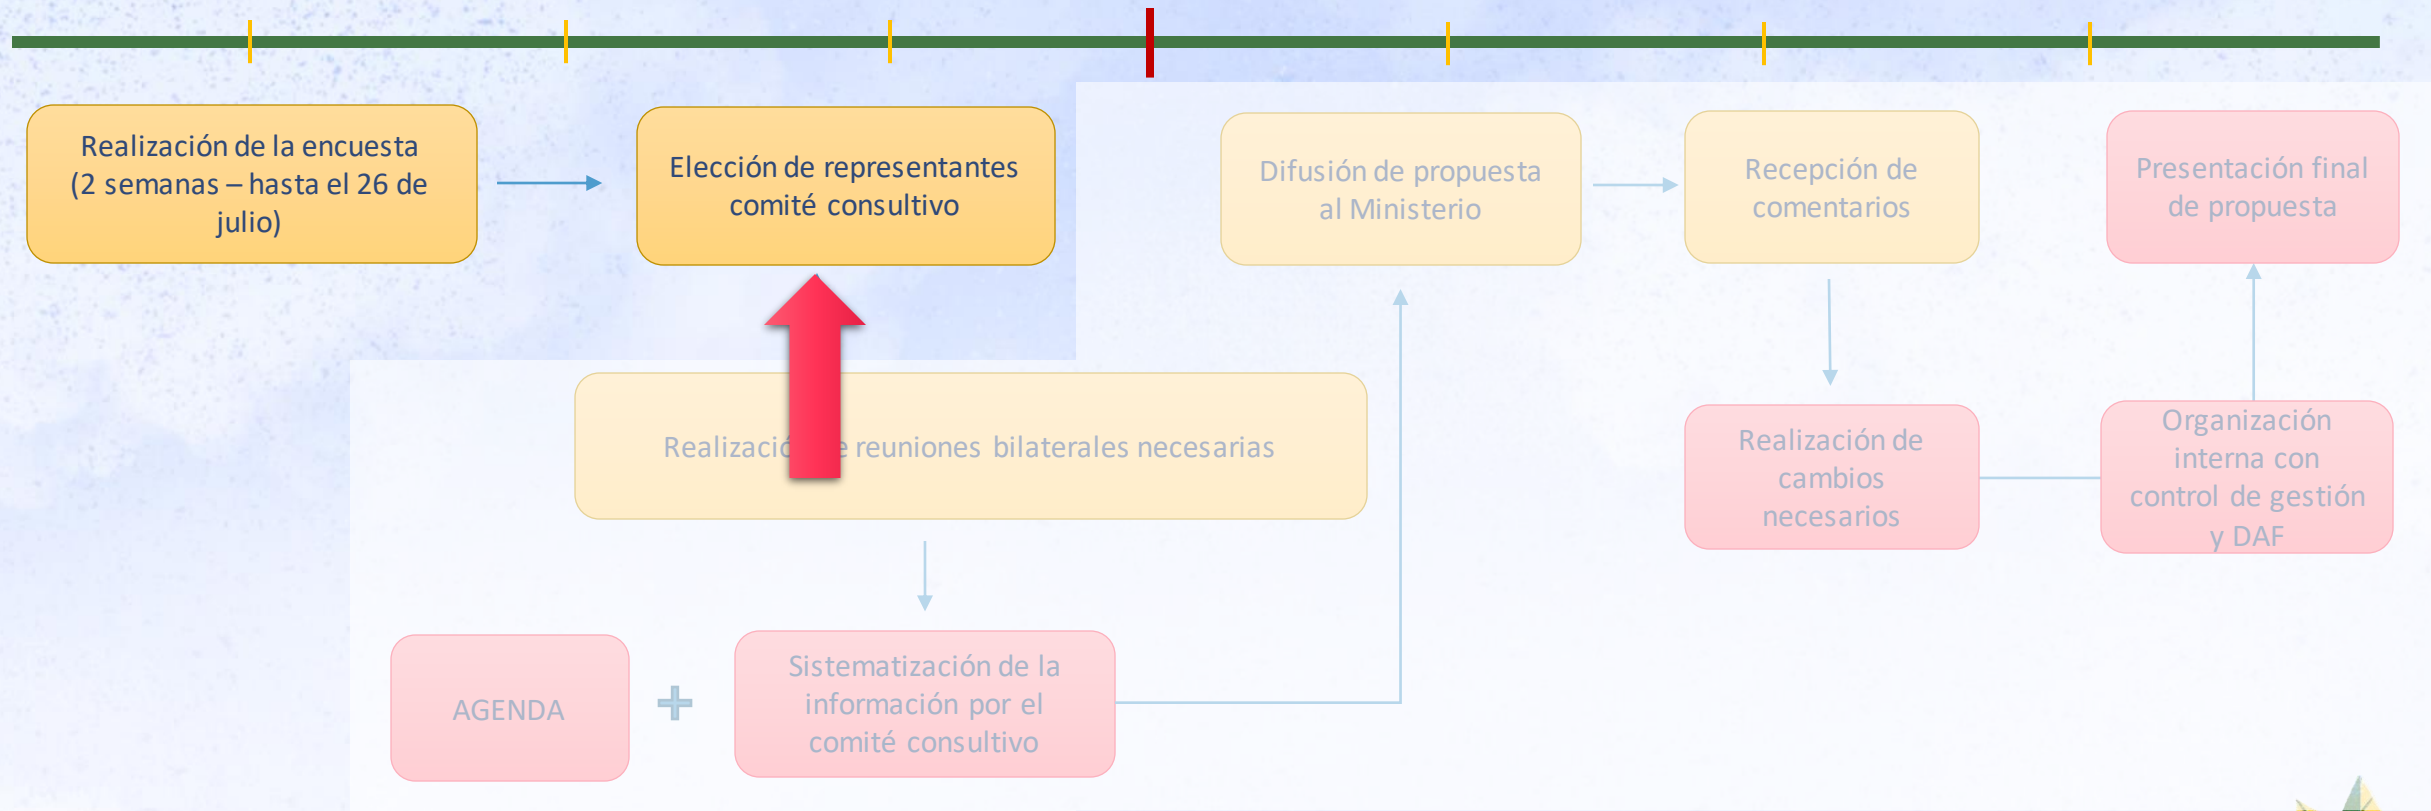 Realización de la encuesta
(2 semanas – hasta el 26 de
julio)
Elección de representantes
comité consultivo
Difusión de propuesta
al Ministerio
Recepción de
comentarios
Presentación final
de propuesta
Realizació e reuniones bilaterales necesarias
Realización de
cambios
necesarios
Organización
interna con
control de gestión
y DAF
AGENDA
Sistematización de la
información por el
comité consultivo